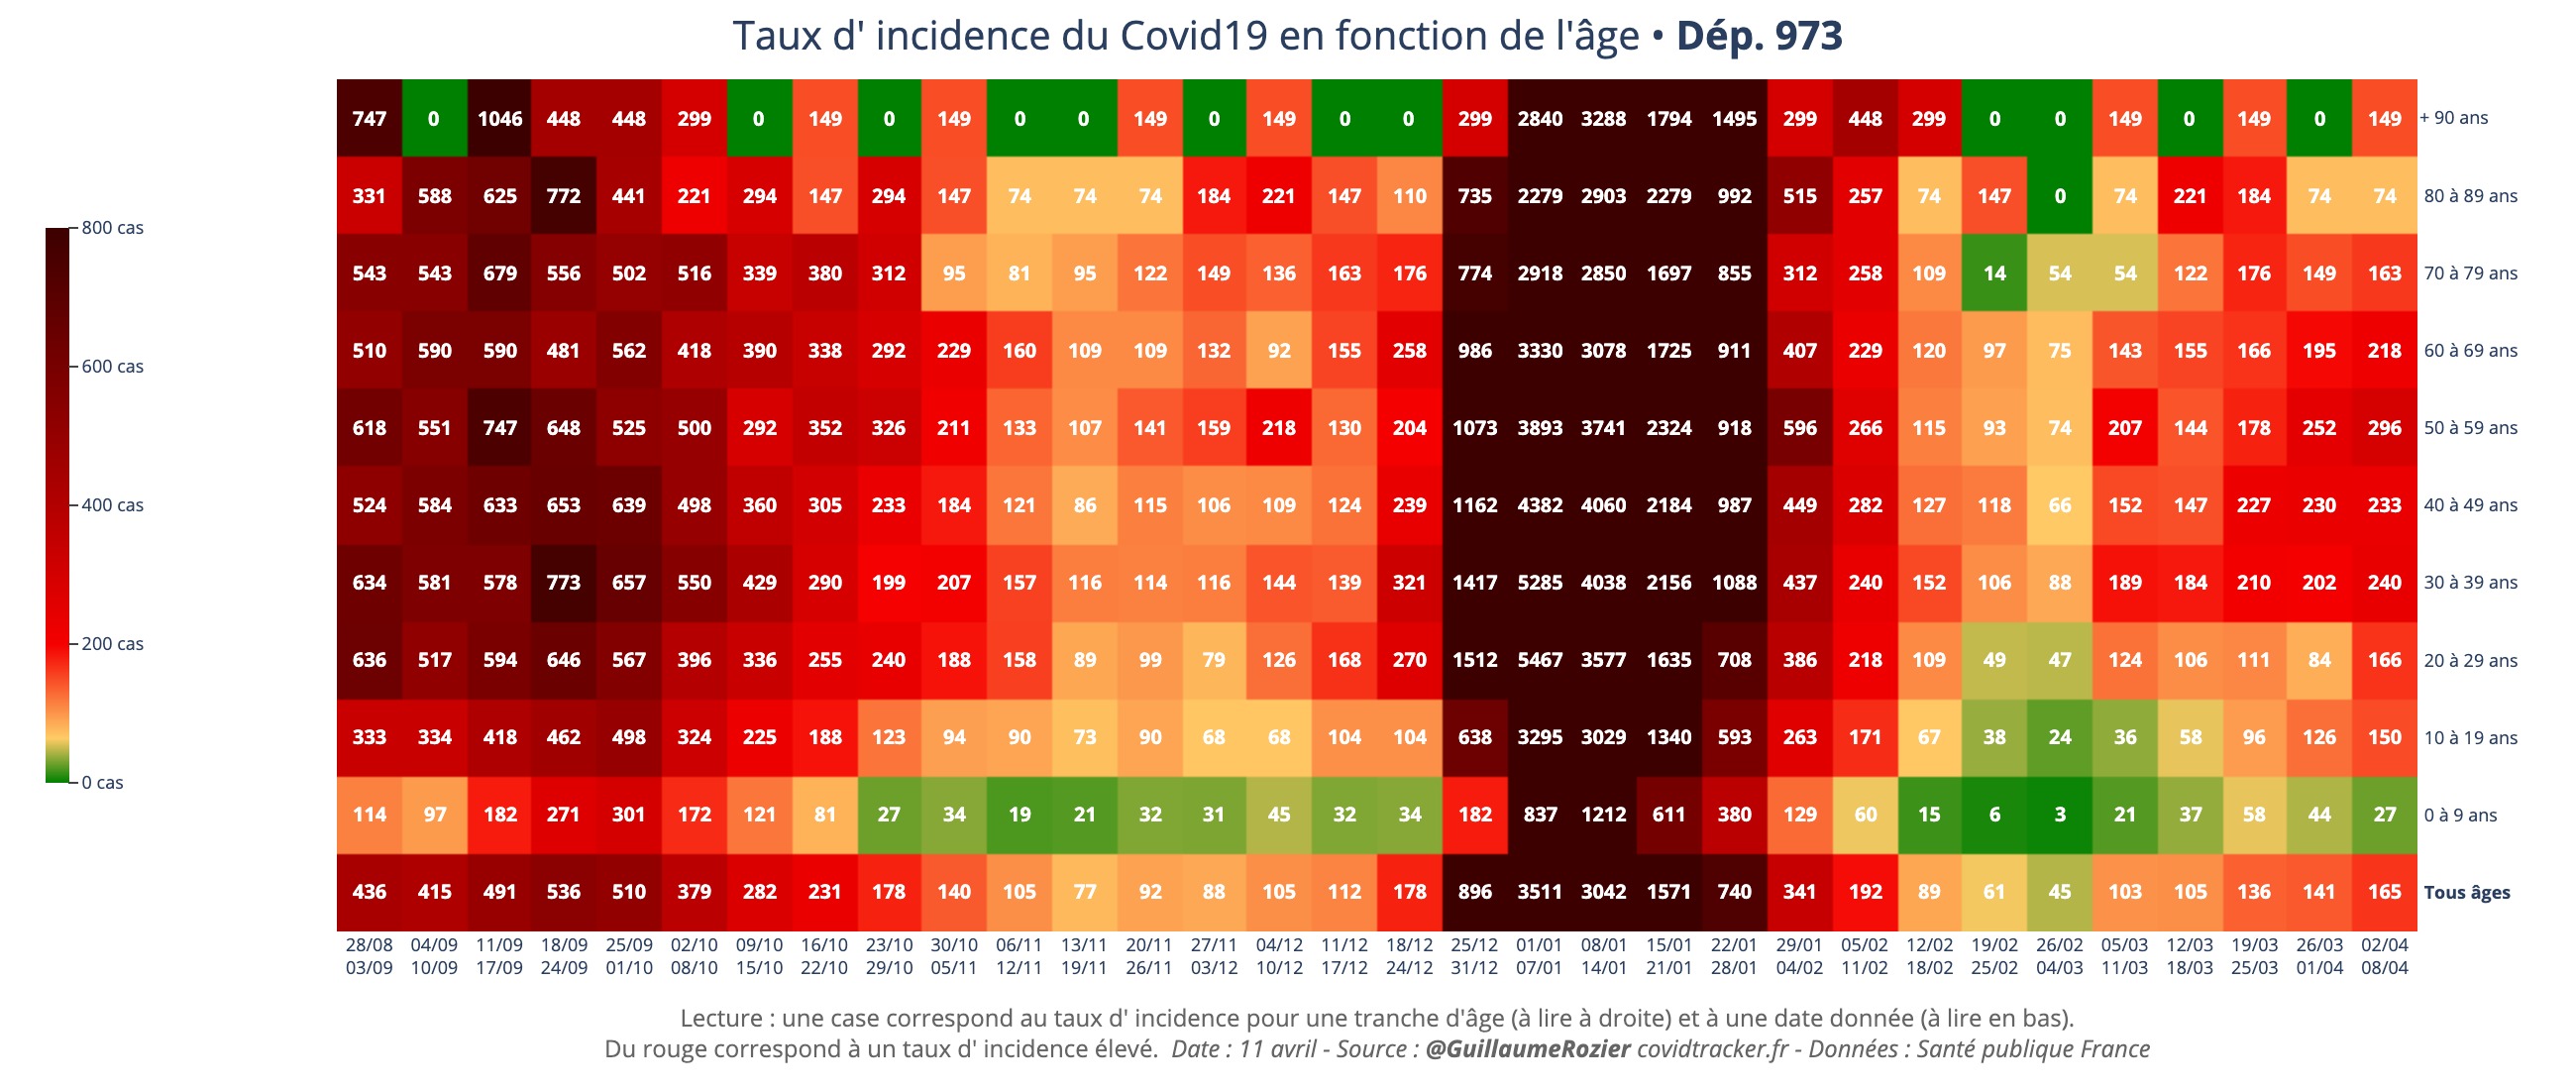 Taux d' incidence du Covid19 en fonction de l'âge • Dép. 973
747 0 1046 448 448 299 0 149 0 149 0 0 149 0 149 0 0 299 2840 3288 1794 1495 299 448 299 0 0 149 0 149 0 149 + 90 ans
331 588 625 772 441 221 294 147 294 147 74 74 74 184 221 147 110 735 2279 2903 2279 992 515 257 74 147 0 74 221 184 74 74 80 à 89 ans
800 cas
543 543 679 556 502 516 339 380 312 95 81 95 122 149 136 163 176 774 2918 2850 1697 855 312 258 109 14 54 54 122 176 149 163 70 à 79 ans
510 590 590 481 562 418 390 338 292 229 160 109 109 132 92 155 258 986 3330 3078 1725 911 407 229 120 97 75 143 155 166 195 218 60 à 69 ans
600 cas
618 551 747 648 525 500 292 352 326 211 133 107 141 159 218 130 204 1073 3893 3741 2324 918 596 266 115 93 74 207 144 178 252 296 50 à 59 ans
400 cas
524 584 633 653 639 498 360 305 233 184 121 86 115 106 109 124 239 1162 4382 4060 2184 987 449 282 127 118 66 152 147 227 230 233 40 à 49 ans
634 581 578 773 657 550 429 290 199 207 157 116 114 116 144 139 321 1417 5285 4038 2156 1088 437 240 152 106 88 189 184 210 202 240 30 à 39 ans
200 cas
636 517 594 646 567 396 336 255 240 188 158 89 99 79 126 168 270 1512 5467 3577 1635 708 386 218 109 49 47 124 106 111 84 166 20 à 29 ans
333 334 418 462 498 324 225 188 123 94 90 73 90 68 68 104 104 638 3295 3029 1340 593 263 171 67 38 24 36 58 96 126 150 10 à 19 ans
0 cas
114 97 182 271 301 172 121 81 27 34 19 21 32 31 45 32 34 182 837 1212 611 380 129 60 15 6 3 21 37 58 44 27 0 à 9 ans
436 415 491 536 510 379 282 231 178 140 105 77 92 88 105 112 178 896 3511 3042 1571 740 341 192 89 61 45 103 105 136 141 165 Tous âges
28/08 04/09 11/09 18/09 25/09 02/10 09/10 16/10 23/10 30/10 06/11 13/11 20/11 27/11 04/12 11/12 18/12 25/12 01/01 08/01 15/01 22/01 29/01 05/02 12/02 19/02 26/02 05/03 12/03 19/03 26/03 02/04
03/09 10/09 17/09 24/09 01/10 08/10 15/10 22/10 29/10 05/11 12/11 19/11 26/11 03/12 10/12 17/12 24/12 31/12 07/01 14/01 21/01 28/01 04/02 11/02 18/02 25/02 04/03 11/03 18/03 25/03 01/04 08/04
Lecture : une case correspond au taux d' incidence pour une tranche d'âge (à lire à droite) et à une date donnée (à lire en bas).
Du rouge correspond à un taux d' incidence élevé. Date : 11 avril - Source : @GuillaumeRozier covidtracker.fr - Données : Santé publique France